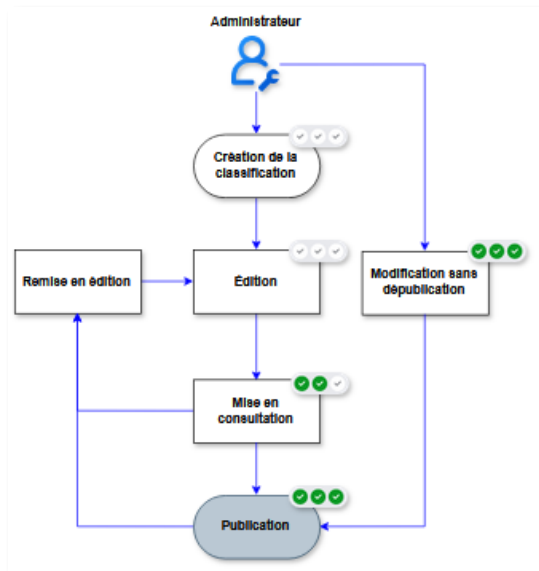 Administrateur
Création de la
classification
Remise en édition
Édition
Modification sans
dépublication
Mise en
consultation
Publication